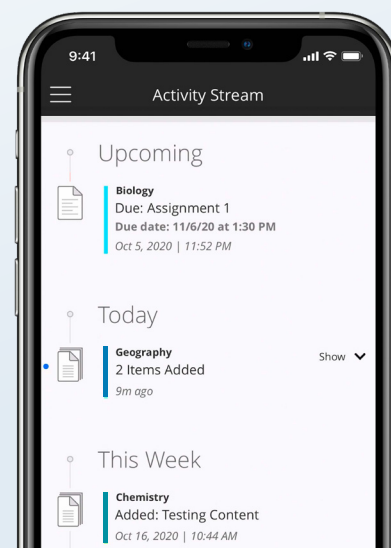 9:41
Activity Stream
Upcoming
Biology
Due: Assignment 1
Due date: 11/6/20 at 1:30 PM
Oct 5, 2020 | 11:52 PM
Today
Geography
2 Items Added
Show
9m ago
This Week
Chemistry
Added: Testing Content
Oct 16, 2020 | 10:44 AM